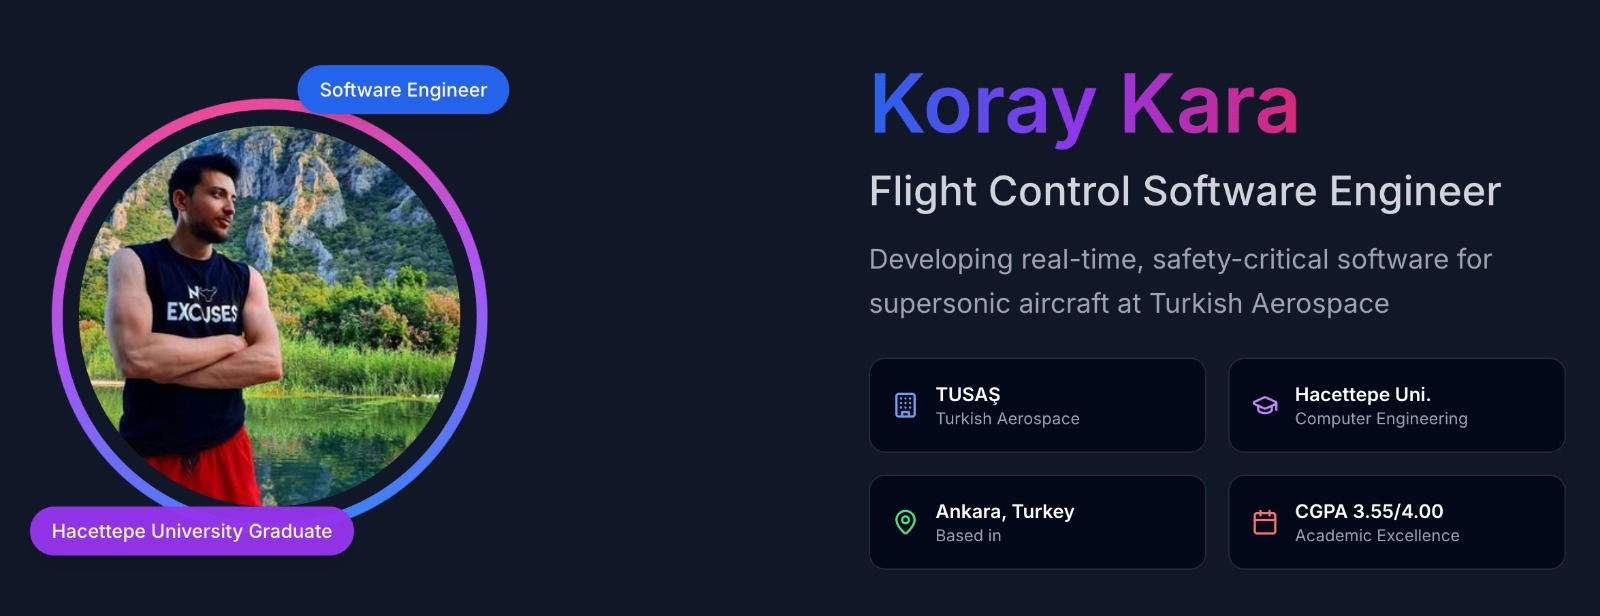 Software Engineer
EXCUSES
Hacettepe University Graduate
Koray Kara
Flight Control Software Engineer
Developing real-time, safety-critical software for
supersonic aircraft at Turkish Aerospace
TUSAŞ
Turkish Aerospace
Hacettepe Uni.
Computer Engineering
Ankara, Turkey
Based in
CGPA 3.55/4.00
Academic Excellence